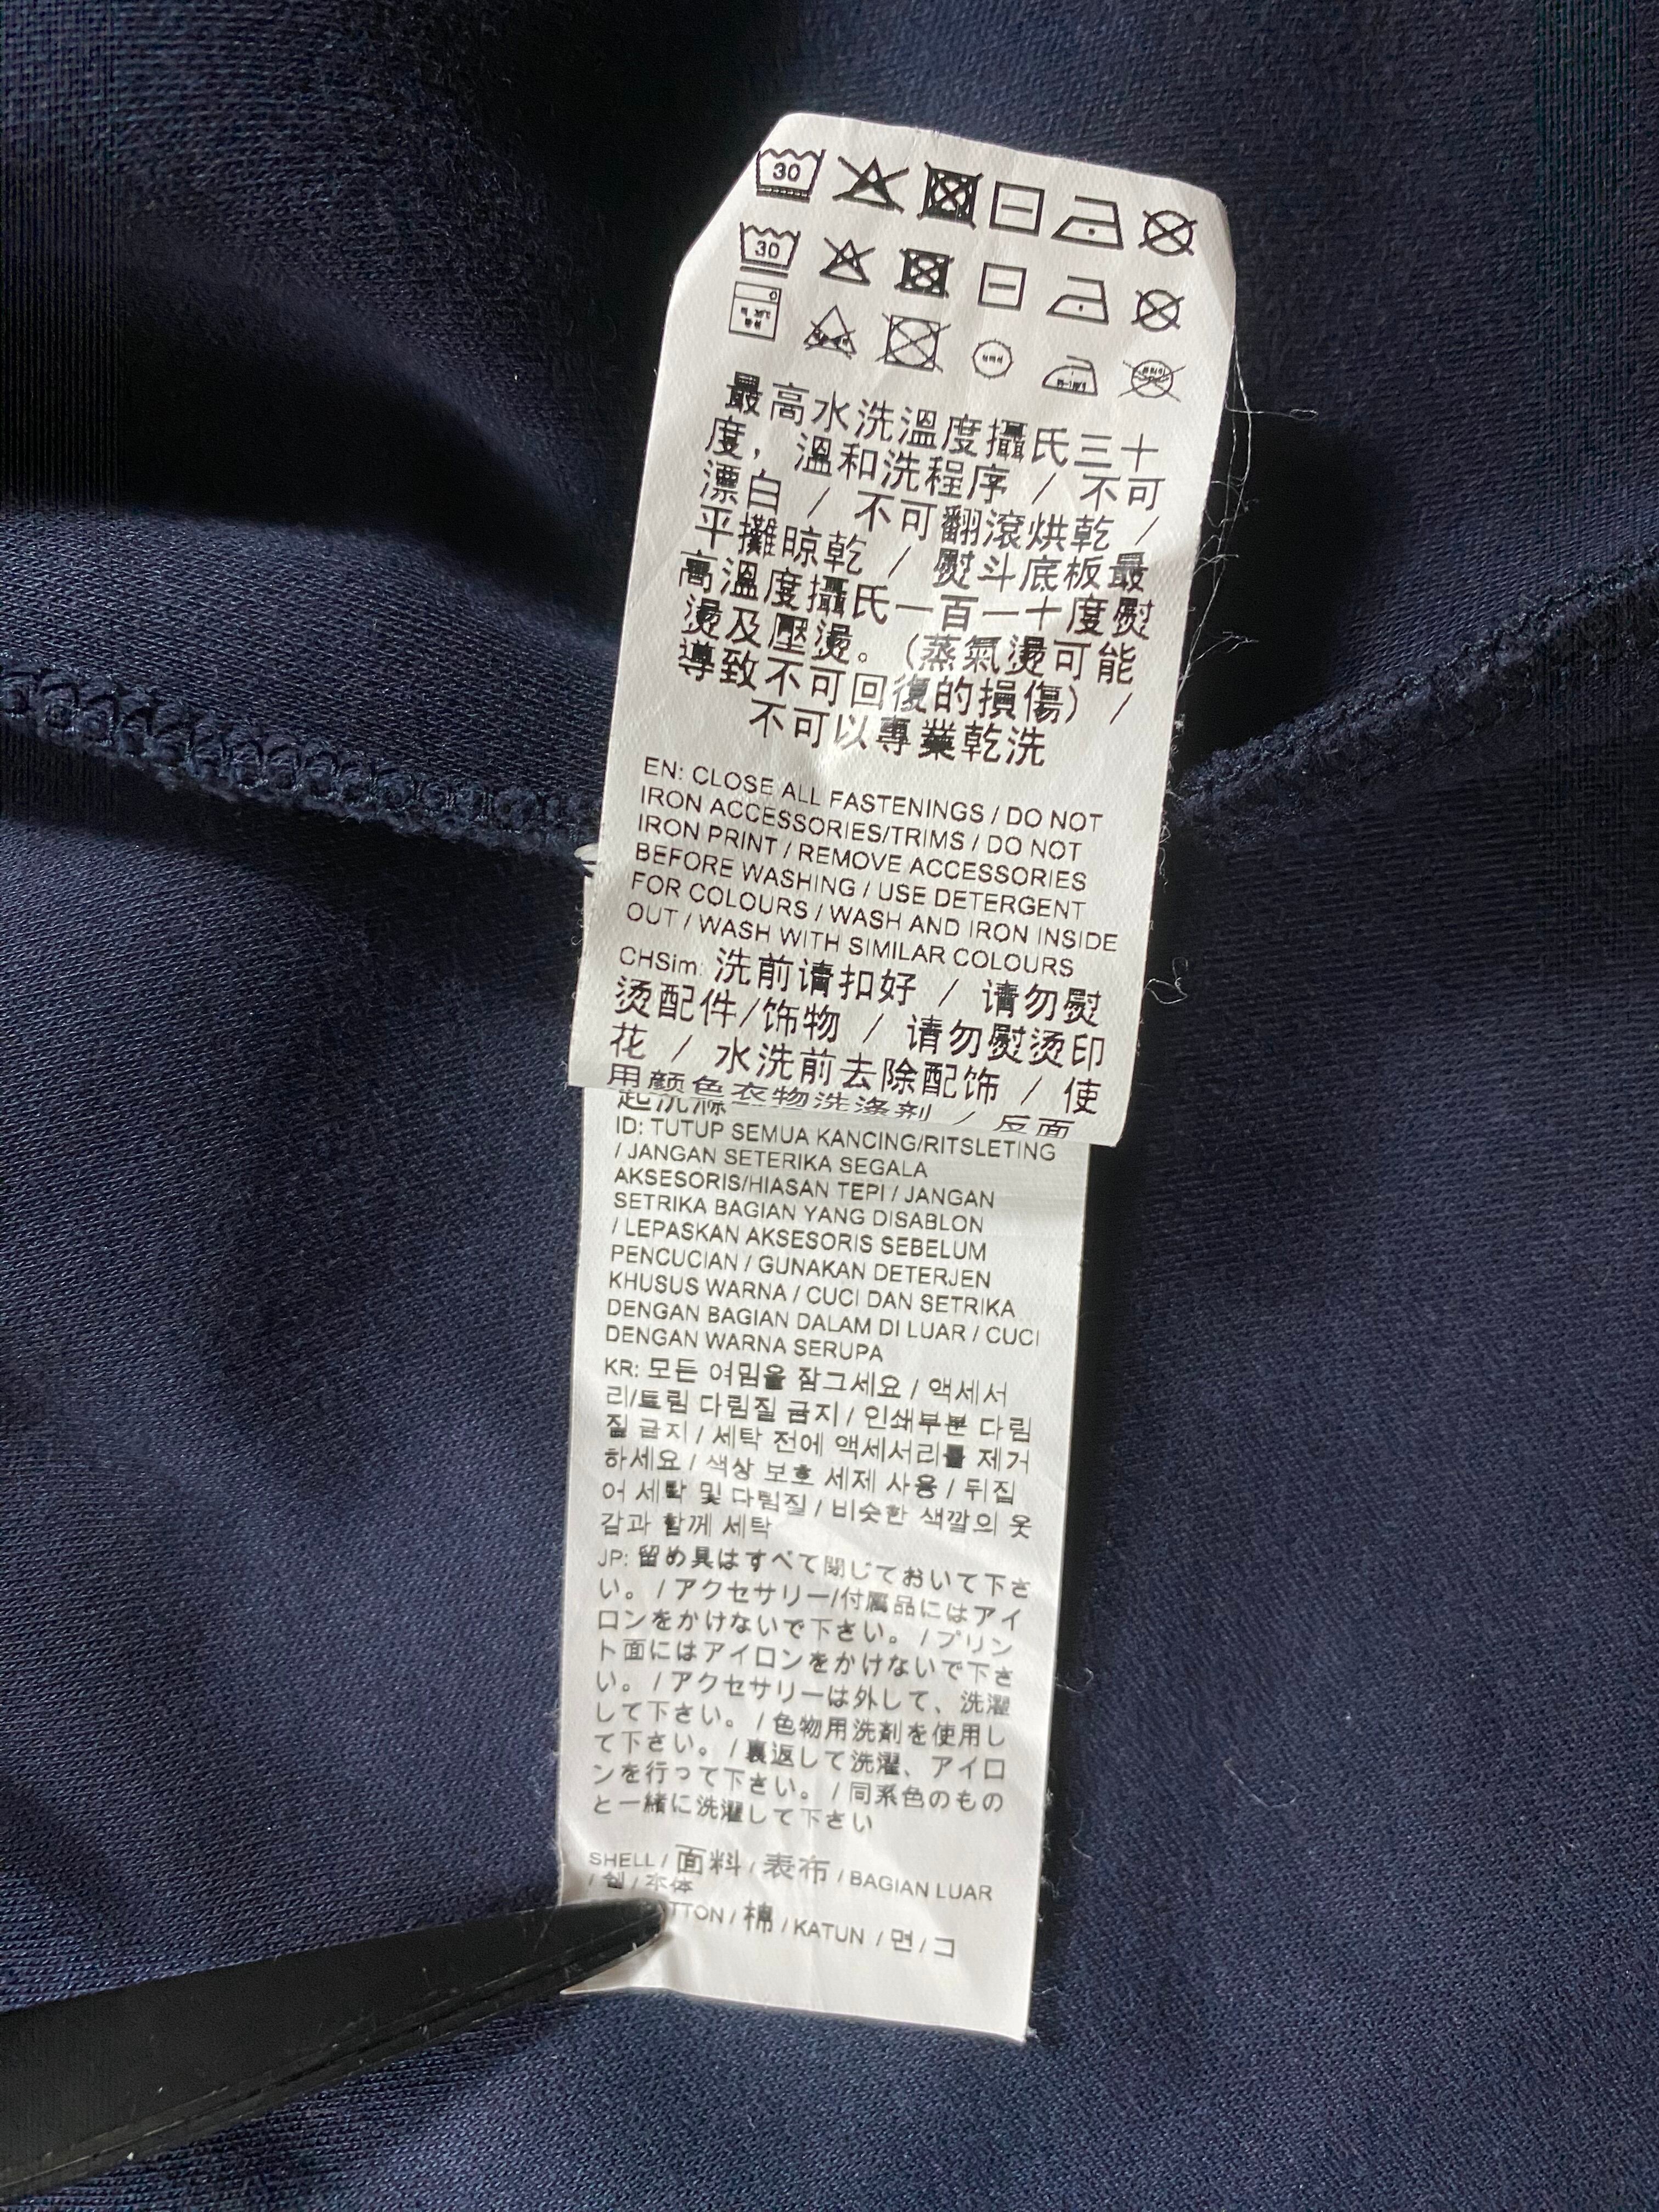 30
30
最高水洗溫度攝氏三十
度，溫和洗程序 / 不可
漂白 / 不可翻滾烘乾 /
平攤晾乾 / 熨斗底板最
高溫度攝氏一百一十度熨
燙及壓燙。（蒸氣燙可能
導致不可回復的損傷）/
不可以專業乾洗
EN: CLOSE ALL FASTENINGS / DO NOT
IRON ACCESSORIES/TRIMS / DO NOT
IRON PRINT / REMOVE ACCESSORIES
BEFORE WASHING / USE DETERGENT
FOR COLOURS / WASH AND IRON INSIDE
OUT / WASH WITH SIMILAR COLOURS
CHSim: 洗前请扣好 / 请勿熨
烫配件/饰物 / 请勿熨烫印
花 / 水洗前去除配饰 / 使
用颜色衣物洗涤剂 / 反面
起洗涤
ID: TUTUP SEMUA KANCING/RITSLETING
/ JANGAN SETERIKA SEGALA
AKSESORIS/HIASAN TEPI / JANGAN
SETRIKA BAGIAN YANG DISABLON
/ LEPASKAN AKSESORIS SEBELUM
PENCUCIAN / GUNAKAN DETERJEN
KHUSUS WARNA / CUCI DAN SETRIKA
DENGAN BAGIAN DALAM DI LUAR / CUCI
DENGAN WARNA SERUPA
KR: 모든 여밈을 잠그세요 / 액세서
리/트림 다림질 금지 / 인쇄부분 다림
질 금지 / 세탁 전에 액세서리를 제거
하세요 / 색상 보호 세제 사용 / 뒤집
어 세탁 및 다림질 / 비슷한 색깔의 옷
감과 함께 세탁
JP: 留め具はすべて閉じておいて下さ
い。 / アクセサリー/付属品にはアイ
ロンをかけないで下さい。 / プリン
ト面にはアイロンをかけないで下さ
い。 / アクセサリーは外して、洗濯
して下さい。 / 色物用洗剤を使用し
て下さい。 / 裏返して洗濯、アイロ
ンを行って下さい。 / 同系色のもの
と一緒に洗濯して下さい
SHELL / 面料 / 表布 / BAGIAN LUAR
/ 쉘 / 本体
TTON / 棉 / KATUN / 면 / コ